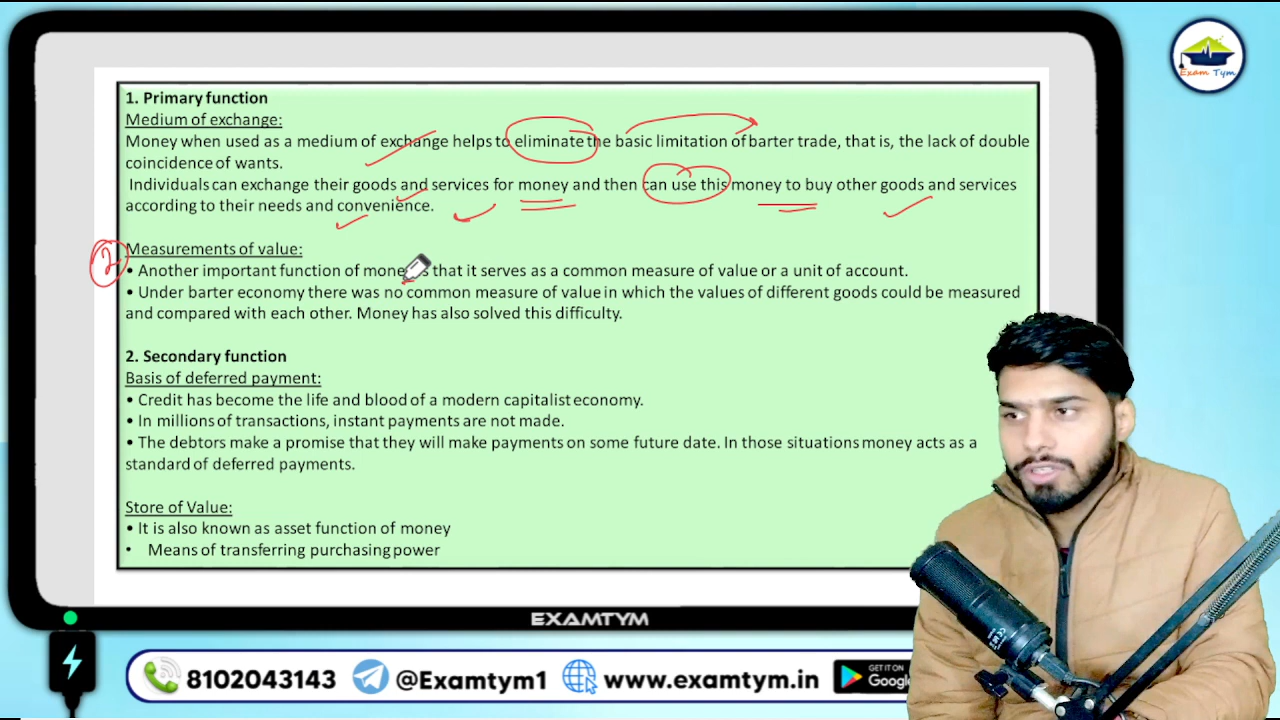 1. Primary function
Medium of exchange:
Money when used as a medium of exchange helps to eliminate the basic limitation of barter trade, that is, the lack of double
coincidence of wants.
Individuals can exchange their goods and services for money and then can use this money to buy other goods and services
according to their needs and convenience.
2
Measurements of value:
• Another important function of money is that it serves as a common measure of value or a unit of account.
• Under barter economy there was no common measure of value in which the values of different goods could be measured
and compared with each other. Money has also solved this difficulty.
2. Secondary function
Basis of deferred payment:
• Credit has become the life and blood of a modern capitalist economy.
• In millions of transactions, instant payments are not made.
• The debtors make a promise that they will make payments on some future date. In those situations money acts as a
standard of deferred payments.
Store of Value:
• It is also known as asset function of money
• Means of transferring purchasing power
Exam Tym
EXAMTYM
8102043143 @Examtym1 www.examtym.in GET IT ON Google